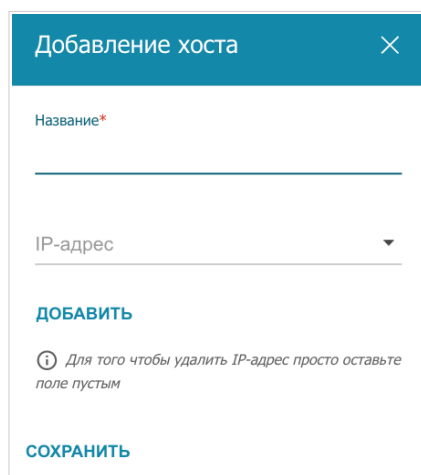 Добавление хоста
Название*
IP-адрес
ДОБАВИТЬ
Для того чтобы удалить IP-адрес просто оставьте
поле пустым
СОХРАНИТЬ